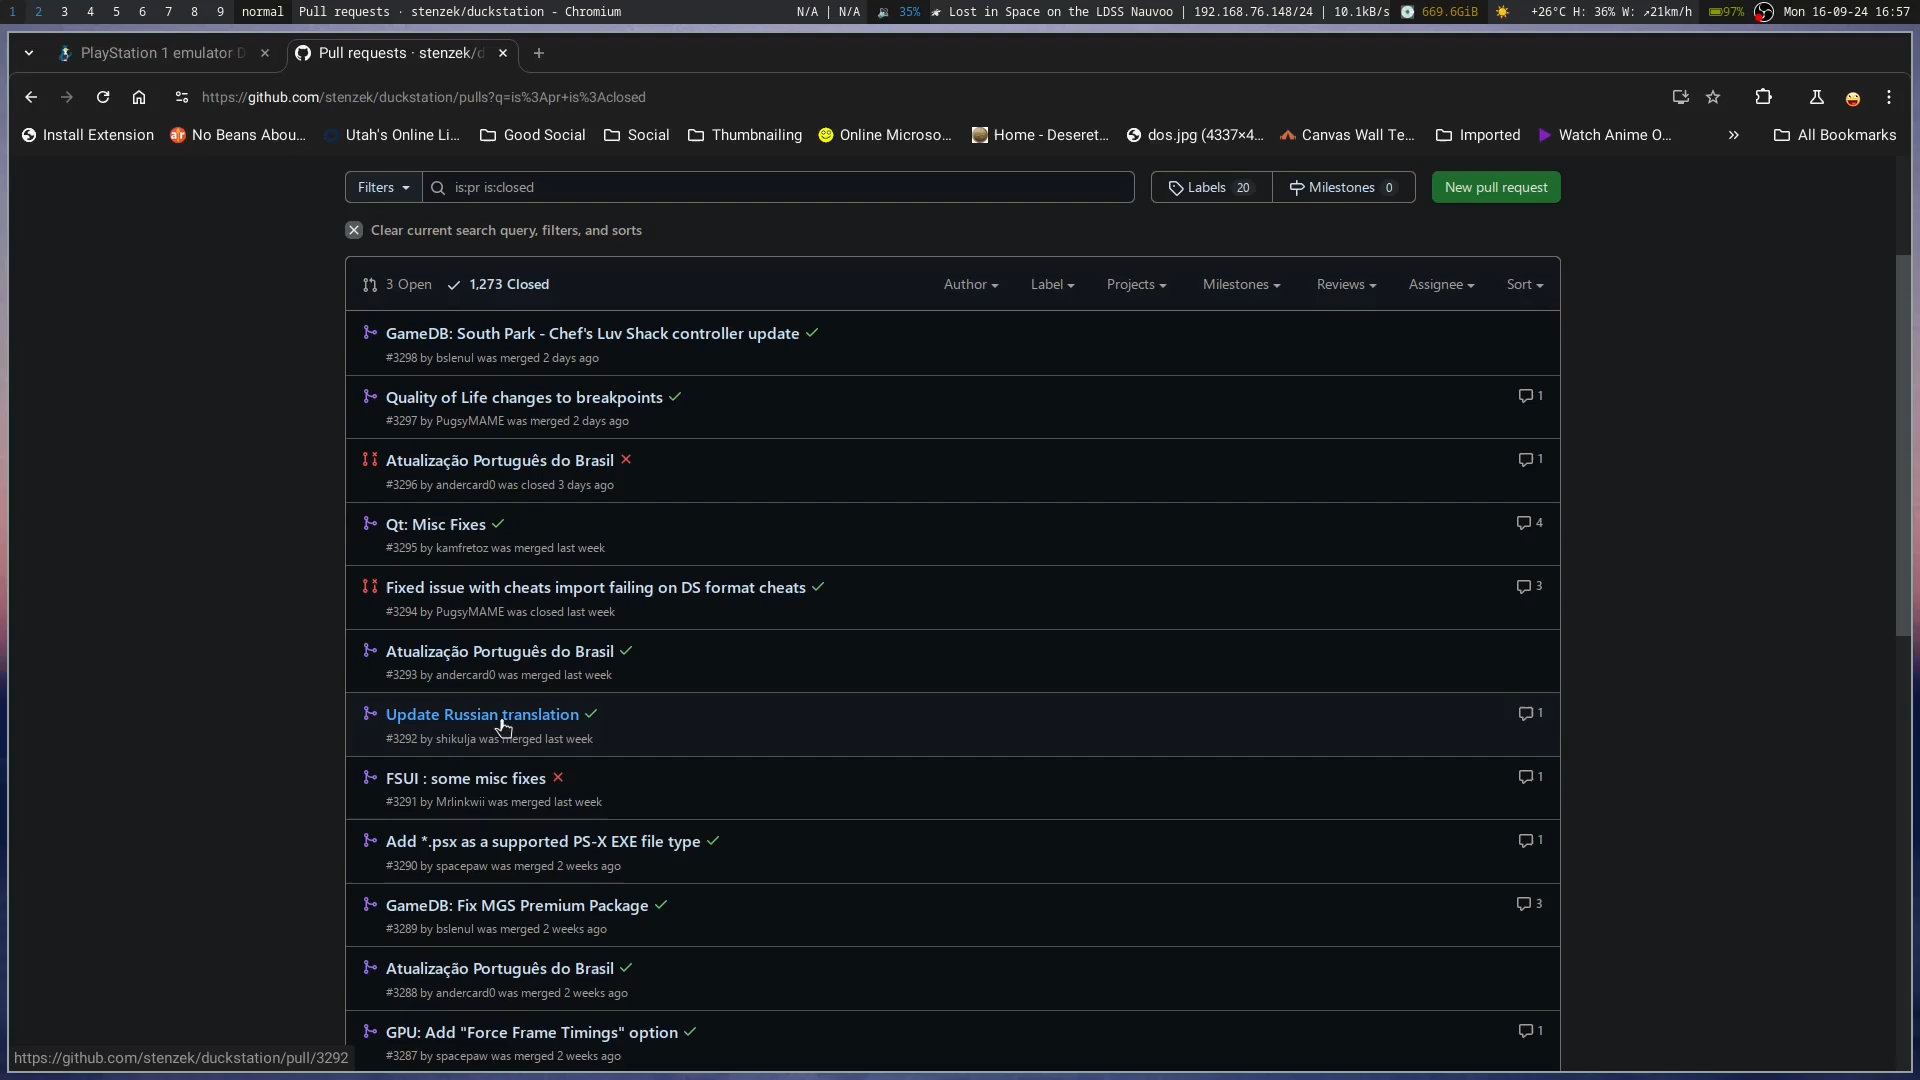 1 2 3 4 5 6 7 8 9 normal Pull requests · stenzek/duckstation - Chromium N/A | N/A 35% Lost in Space on the LDSS Nauvoo | 192.168.76.148/24 | 10.1kB/s 669.6GiB +26°C H: 36% W: ↗21km/h 97% Mon 16-09-24 16:57
PlayStation 1 emulator D Pull requests · stenzek/d
https://github.com/stenzek/duckstation/pulls?q=is%3Apr+is%3Aclosed
Install Extension No Beans Abou... Utah's Online Li... Good Social Social Thumbnailing Online Microso... Home - Deseret... dos.jpg (4337×4... Canvas Wall Te... Imported Watch Anime O... » All Bookmarks
Filters is:pr is:closed Labels 20 Milestones 0 New pull request
Clear current search query, filters, and sorts
3 Open 1,273 Closed Author Label Projects Milestones Reviews Assignee Sort
GameDB: South Park - Chef's Luv Shack controller update
#3298 by bslenul was merged 2 days ago
Quality of Life changes to breakpoints 1
#3297 by PugsyMAME was merged 2 days ago
Atualização Português do Brasil 1
#3296 by andercard0 was closed 3 days ago
Qt: Misc Fixes 4
#3295 by kamfretoz was merged last week
Fixed issue with cheats import failing on DS format cheats 3
#3294 by PugsyMAME was closed last week
Atualização Português do Brasil
#3293 by andercard0 was merged last week
Update Russian translation 1
#3292 by shikulja was merged last week
FSUI : some misc fixes 1
#3291 by Mrlinkwii was merged last week
Add *.psx as a supported PS-X EXE file type 1
#3290 by spacepaw was merged 2 weeks ago
GameDB: Fix MGS Premium Package 3
#3289 by bslenul was merged 2 weeks ago
Atualização Português do Brasil
#3288 by andercard0 was merged 2 weeks ago
GPU: Add "Force Frame Timings" option 1
#3287 by spacepaw was merged 2 weeks ago
https://github.com/stenzek/duckstation/pull/3292